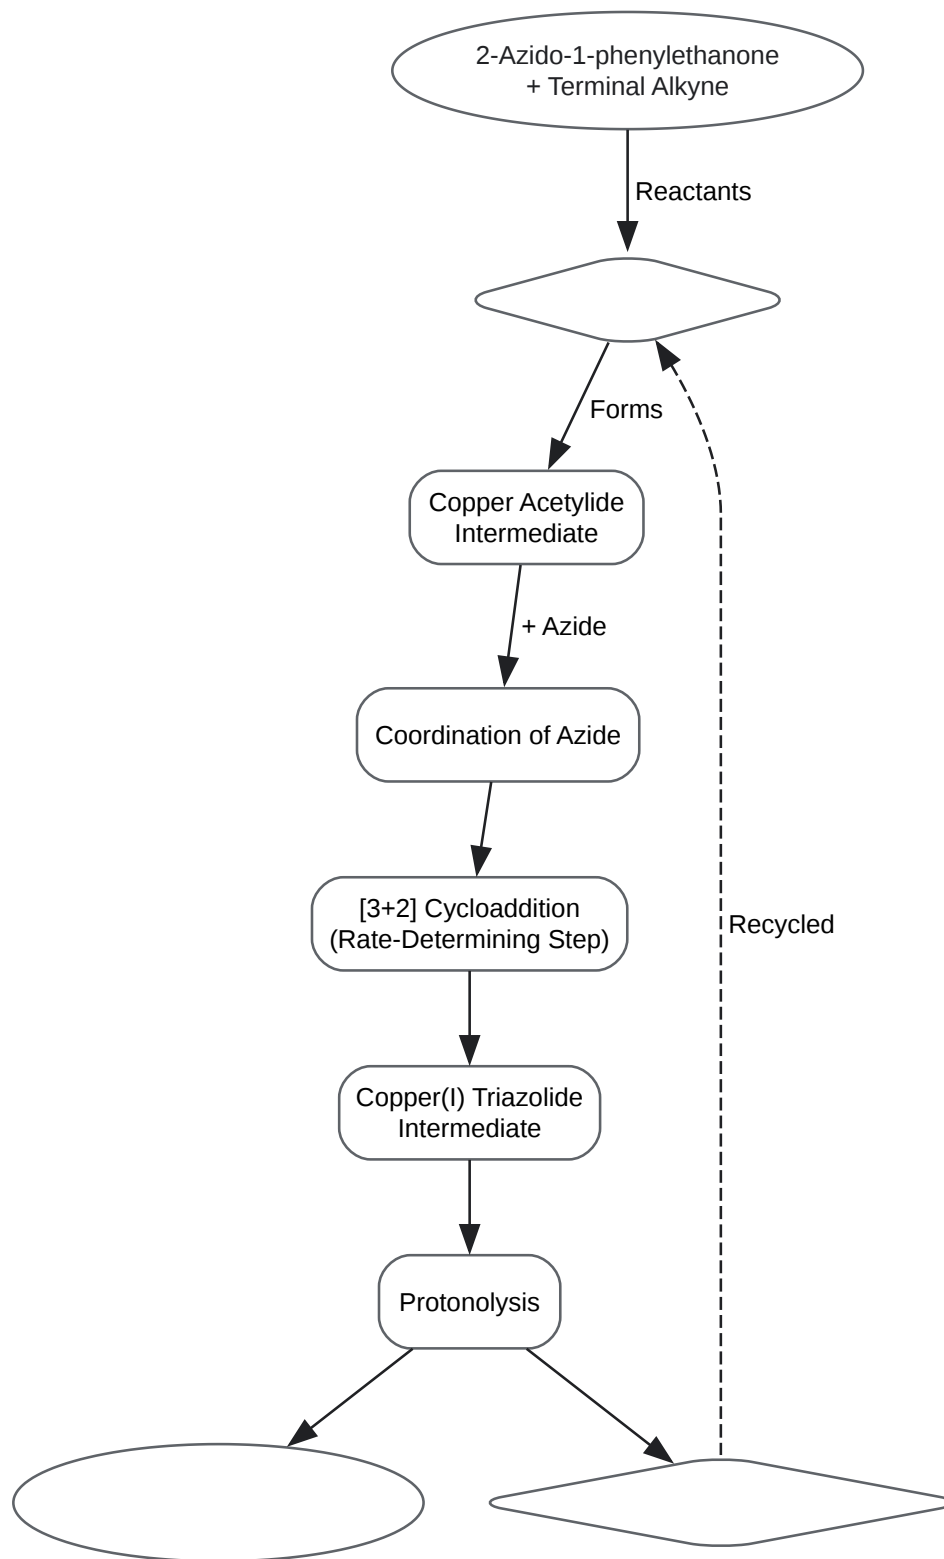 2-Azido-1-phenylethanone
+ Terminal Alkyne
Reactants
Forms
Copper Acetylide
Intermediate
+ Azide
Coordination of Azide
[3+2] Cycloaddition
(Rate-Determining Step)
Recycled
Copper(I) Triazolide
Intermediate
Protonolysis